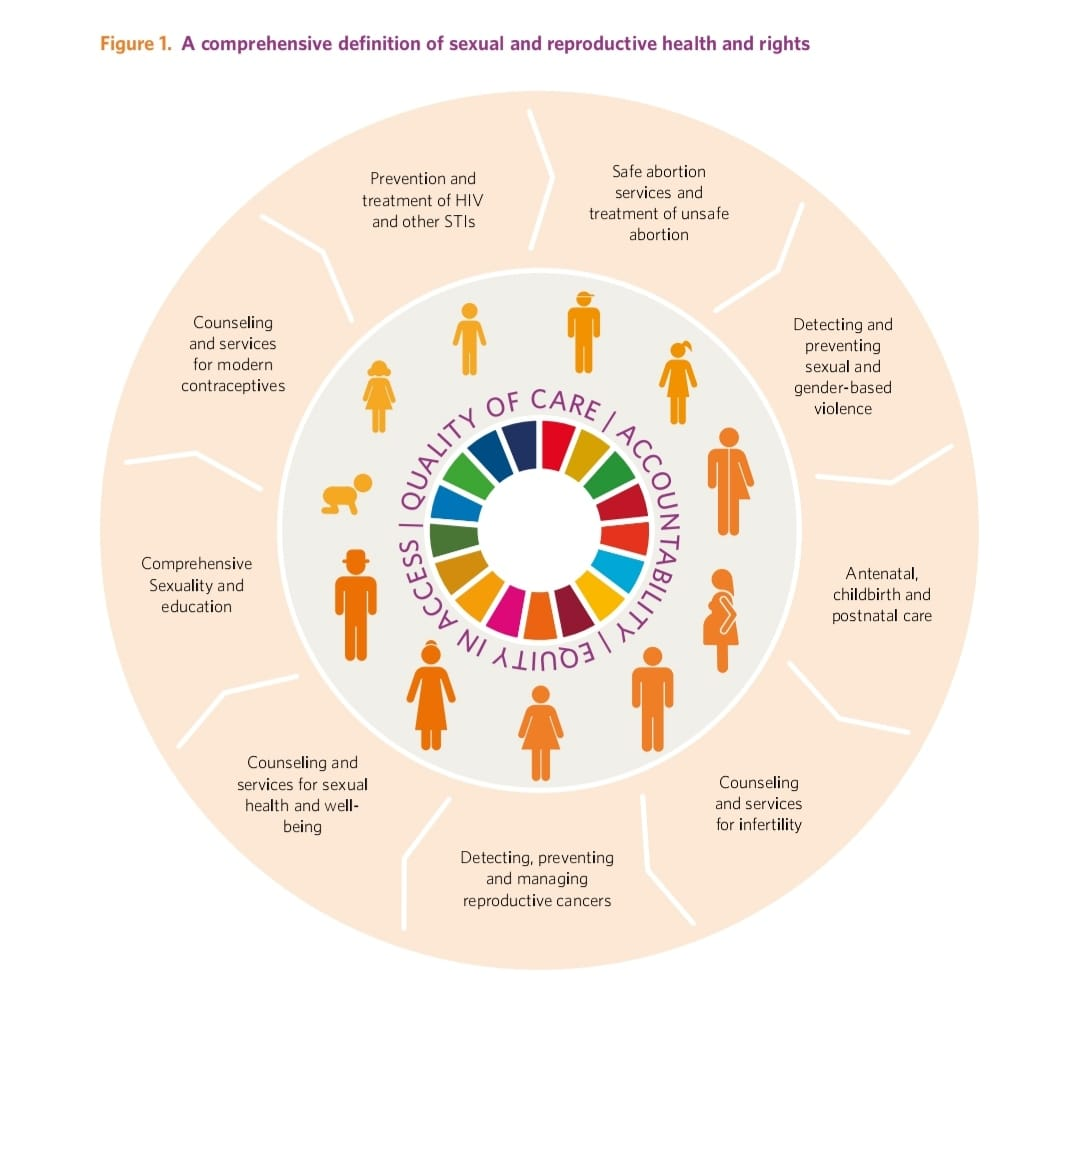 Figure 1. A comprehensive definition of sexual and reproductive health and rights
Prevention and
treatment of HIV
and other STIs
Safe abortion
services and
treatment of unsafe
abortion
Detecting and
preventing
sexual and
gender-based
violence
Antenatal,
childbirth and
postnatal care
Counseling
and services
for infertility
Detecting, preventing
and managing
reproductive cancers
Counseling and
services for sexual
health and well-
being
Comprehensive
Sexuality and
education
Counseling
and services
for modern
contraceptives
QUALITY OF CARE | ACCOUNTABILITY | EQUITY IN ACCESS |